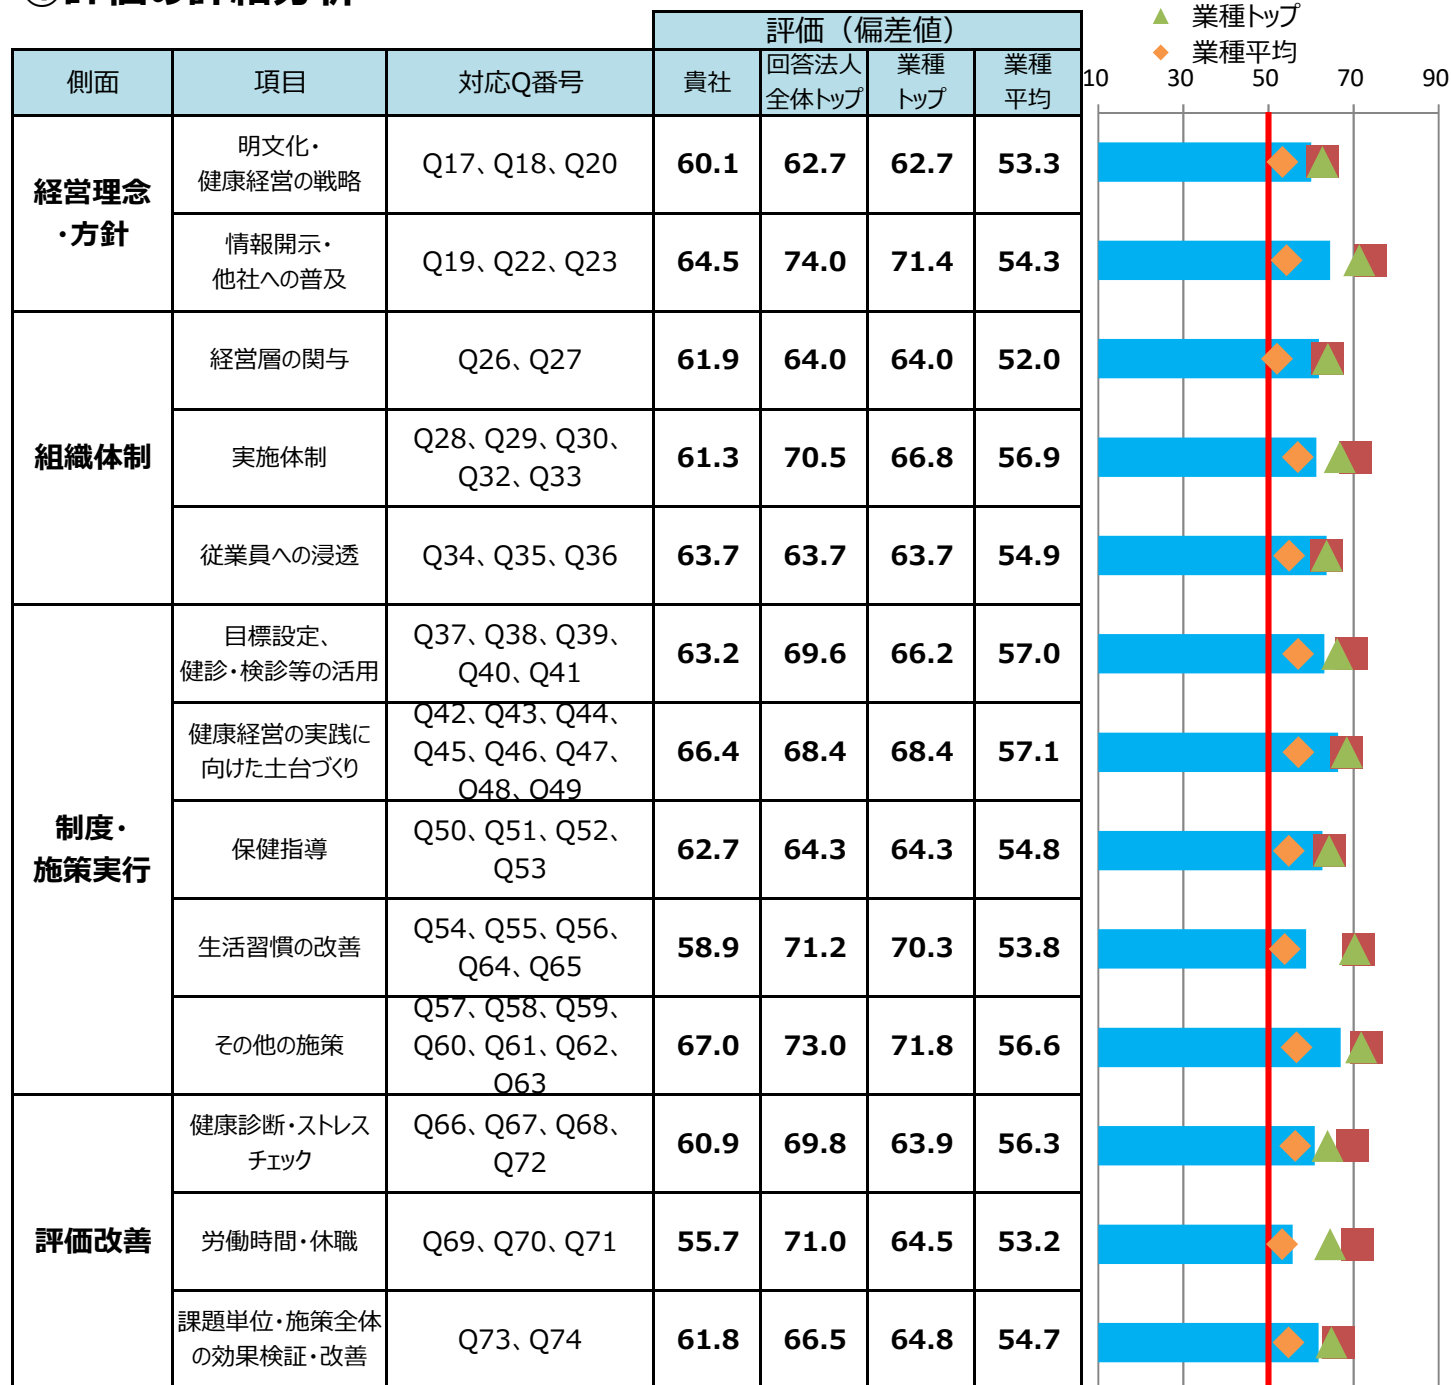 ▲ 業種トップ
◆ 業種平均
10 30 50 70 90
評価（偏差値）
側面 項目 対応Q番号 貴社 回答法人 業種 業種
全体トップ トップ 平均
経営理念
・方針
明文化・
健康経営の戦略
Q17、Q18、Q20 60.1 62.7 62.7 53.3
情報開示・
他社への普及
Q19、Q22、Q23 64.5 74.0 71.4 54.3
組織体制
経営層の関与 Q26、Q27 61.9 64.0 64.0 52.0
実施体制
Q28、Q29、Q30、
Q32、Q33
61.3 70.5 66.8 56.9
従業員への浸透 Q34、Q35、Q36 63.7 63.7 63.7 54.9
制度・
施策実行
目標設定、
健診・検診等の活用
Q37、Q38、Q39、
Q40、Q41
63.2 69.6 66.2 57.0
健康経営の実践に
向けた土台づくり
Q42、Q43、Q44、
Q45、Q46、Q47、
Q48、Q49
66.4 68.4 68.4 57.1
保健指導
Q50、Q51、Q52、
Q53
62.7 64.3 64.3 54.8
生活習慣の改善
Q54、Q55、Q56、
Q64、Q65
58.9 71.2 70.3 53.8
その他の施策
Q57、Q58、Q59、
Q60、Q61、Q62、
Q63
67.0 73.0 71.8 56.6
評価改善
健康診断・ストレス
チェック
Q66、Q67、Q68、
Q72
60.9 69.8 63.9 56.3
労働時間・休職 Q69、Q70、Q71 55.7 71.0 64.5 53.2
課題単位・施策全体
の効果検証・改善
Q73、Q74 61.8 66.5 64.8 54.7